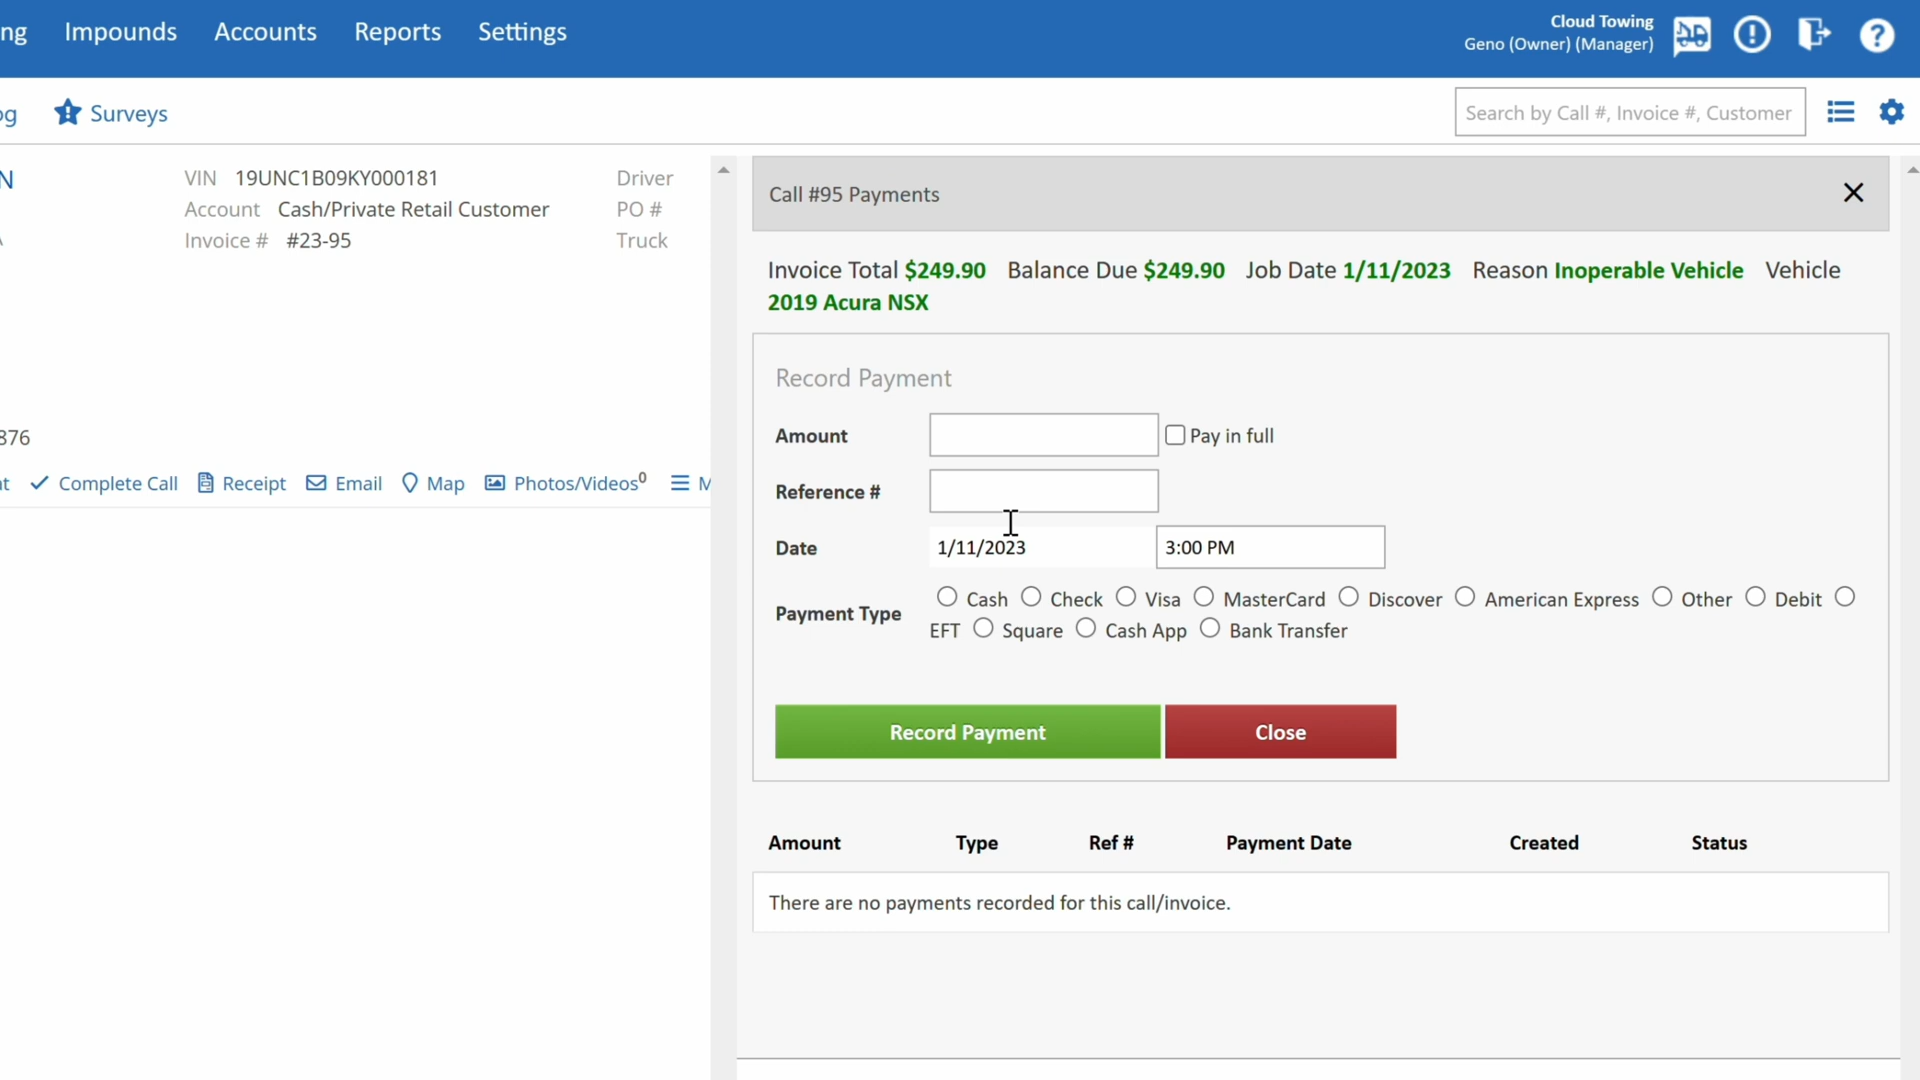 ng Impounds Accounts Reports Settings
Cloud Towing
Geno (Owner) (Manager)
og Surveys
Search by Call #, Invoice #, Customer
N
VIN 19UNC1B09KY000181 Driver
Account Cash/Private Retail Customer PO #
Invoice # #23-95 Truck
876
at Complete Call Receipt Email Map Photos/Videos0 M
Call #95 Payments
Invoice Total $249.90 Balance Due $249.90 Job Date 1/11/2023 Reason Inoperable Vehicle Vehicle
2019 Acura NSX
Record Payment
Amount Pay in full
Reference #
Date 1/11/2023 3:00 PM
Payment Type Cash Check Visa MasterCard Discover American Express Other Debit
EFT Square Cash App Bank Transfer
Record Payment Close
Amount Type Ref # Payment Date Created Status
There are no payments recorded for this call/invoice.